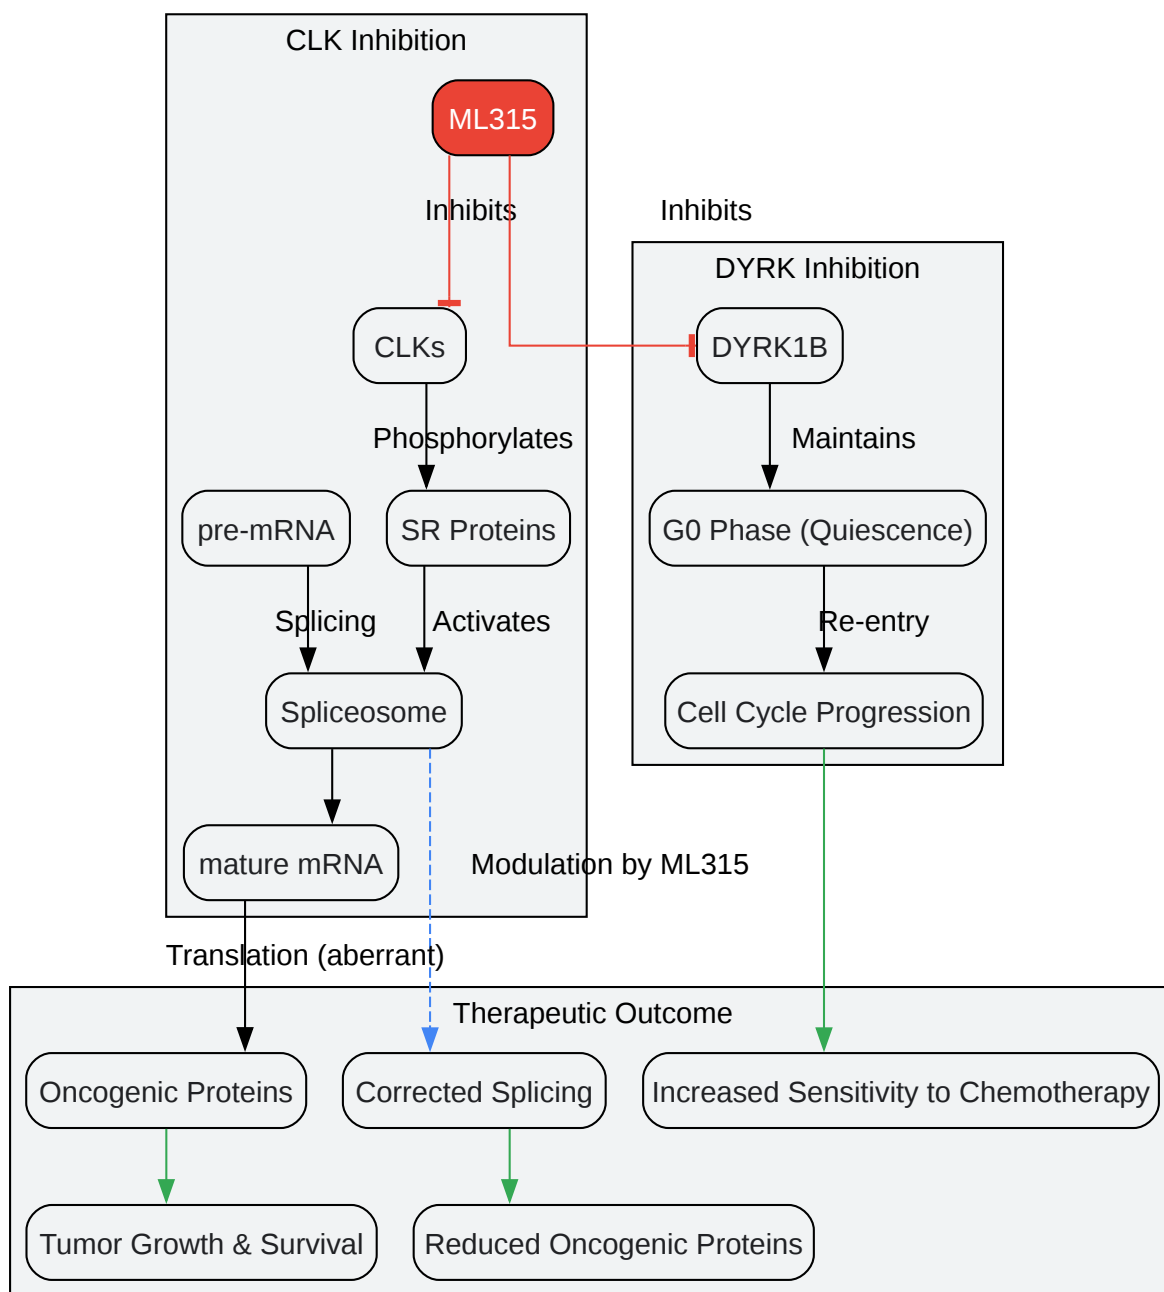 CLK Inhibition
ML315
Inhibits
Inhibits
DYRK Inhibition
CLKs
DYRK1B
Phosphorylates
Maintains
pre-mRNA
SR Proteins
G0 Phase (Quiescence)
Splicing
Activates
Re-entry
Spliceosome
Cell Cycle Progression
mature mRNA
Modulation by ML315
Translation (aberrant)
Therapeutic Outcome
Oncogenic Proteins
Corrected Splicing
Increased Sensitivity to Chemotherapy
Tumor Growth & Survival
Reduced Oncogenic Proteins